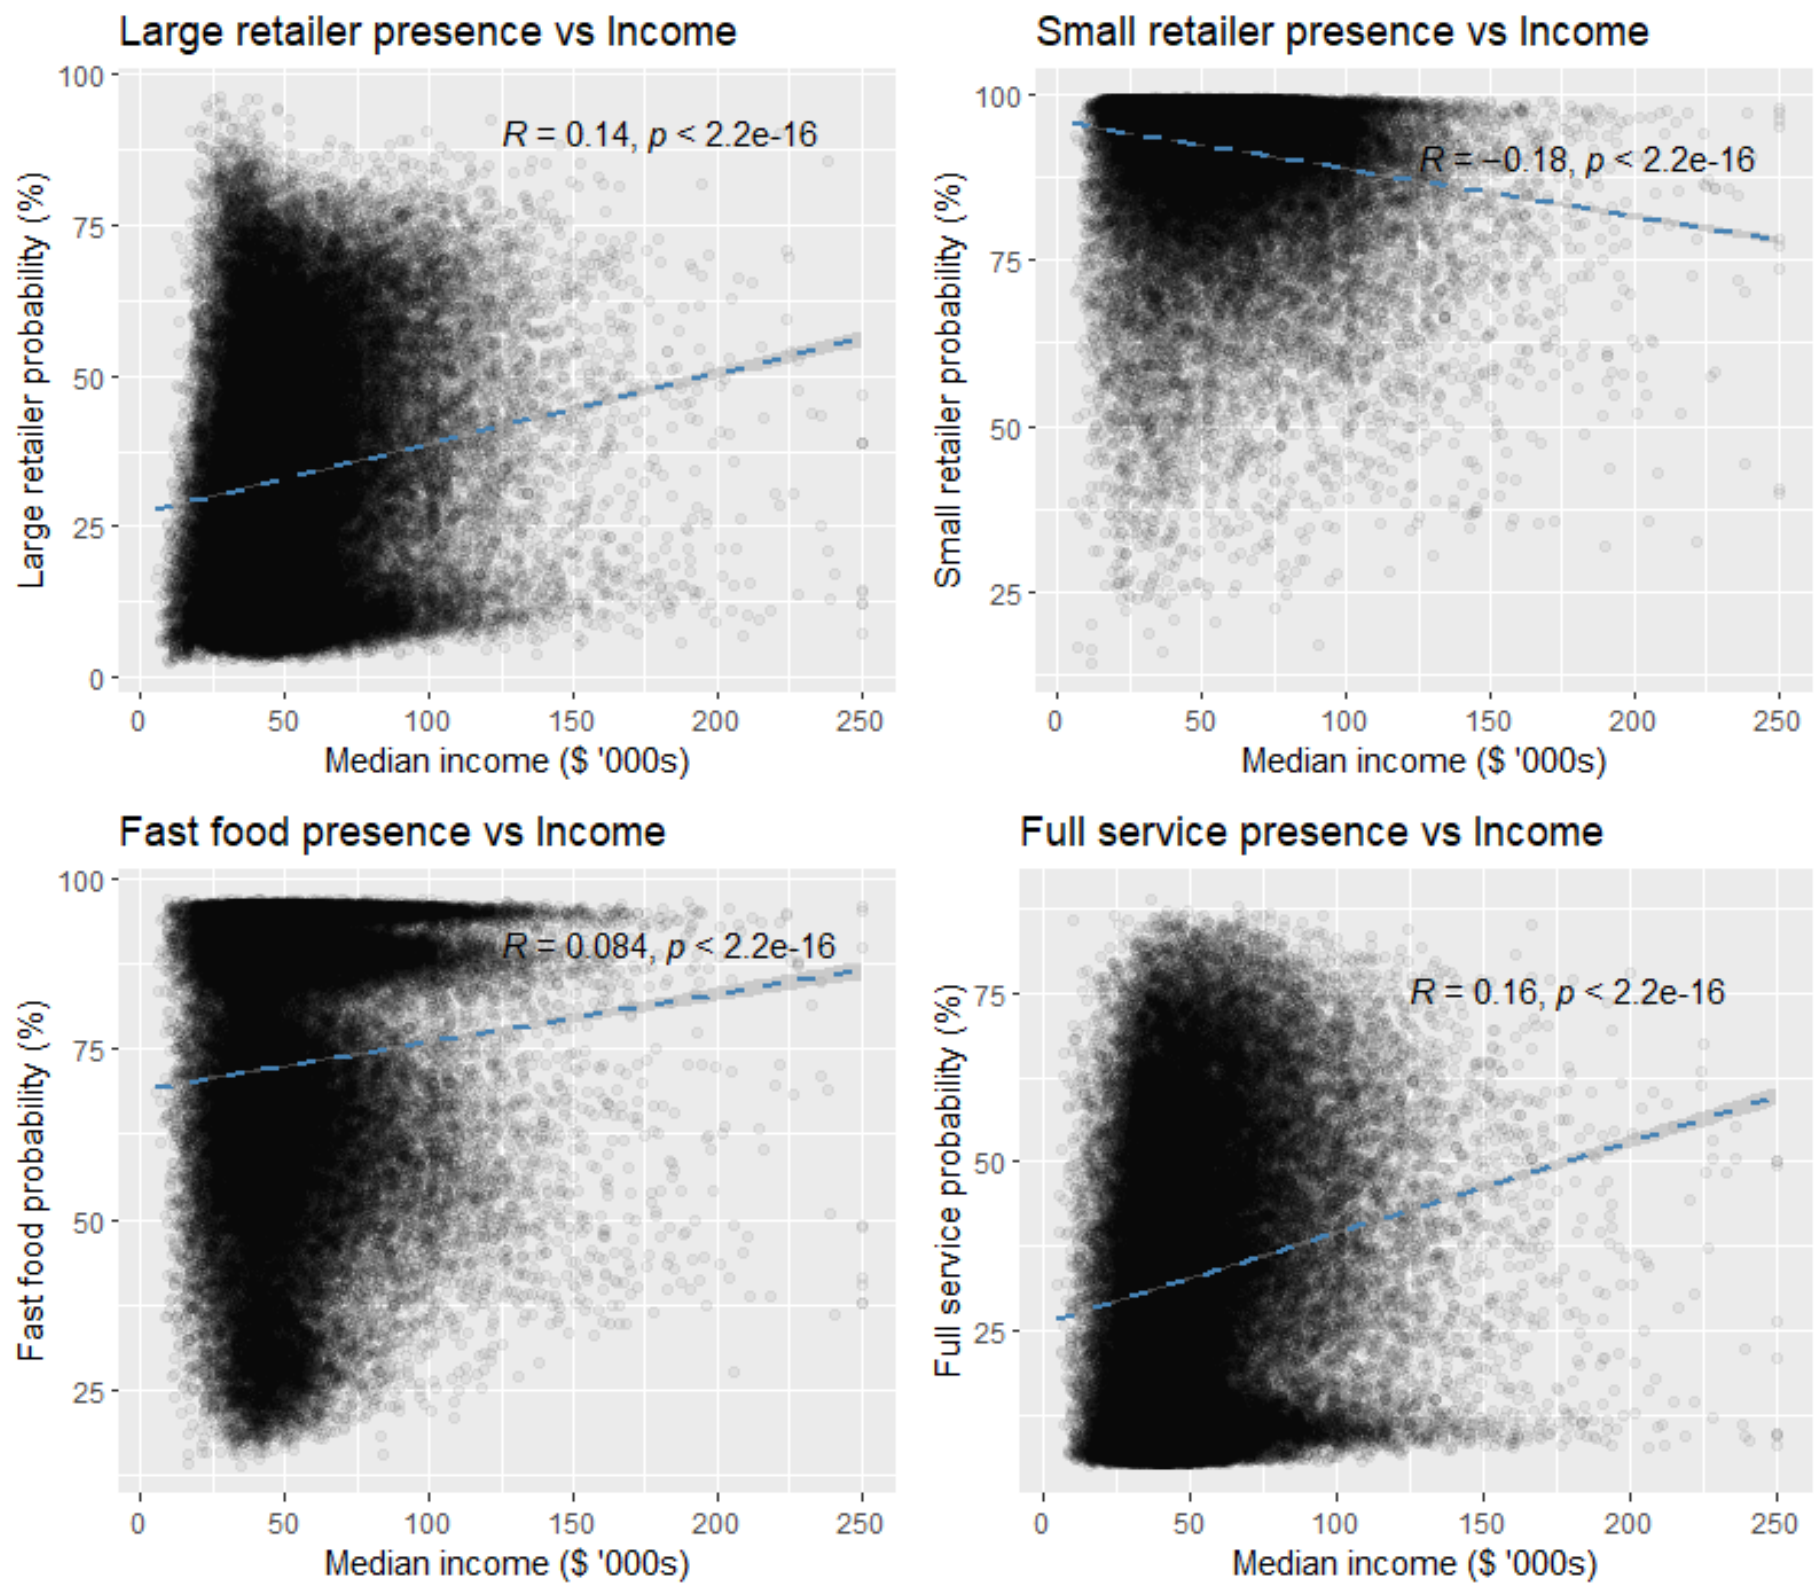 Large retailer presence vs Income
Large retailer probability (%)
100
75
50
25
0
R = 0.14, p < 2.2e-16
0 50 100 150 200 250
Median income ($ '000s)
Small retailer presence vs Income
Small retailer probability (%)
100
75
50
25
R = −0.18, p < 2.2e-16
0 50 100 150 200 250
Median income ($ '000s)
Fast food presence vs Income
Fast food probability (%)
100
75
50
25
R = 0.084, p < 2.2e-16
0 50 100 150 200 250
Median income ($ '000s)
Full service presence vs Income
Full service probability (%)
75
50
25
R = 0.16, p < 2.2e-16
0 50 100 150 200 250
Median income ($ '000s)